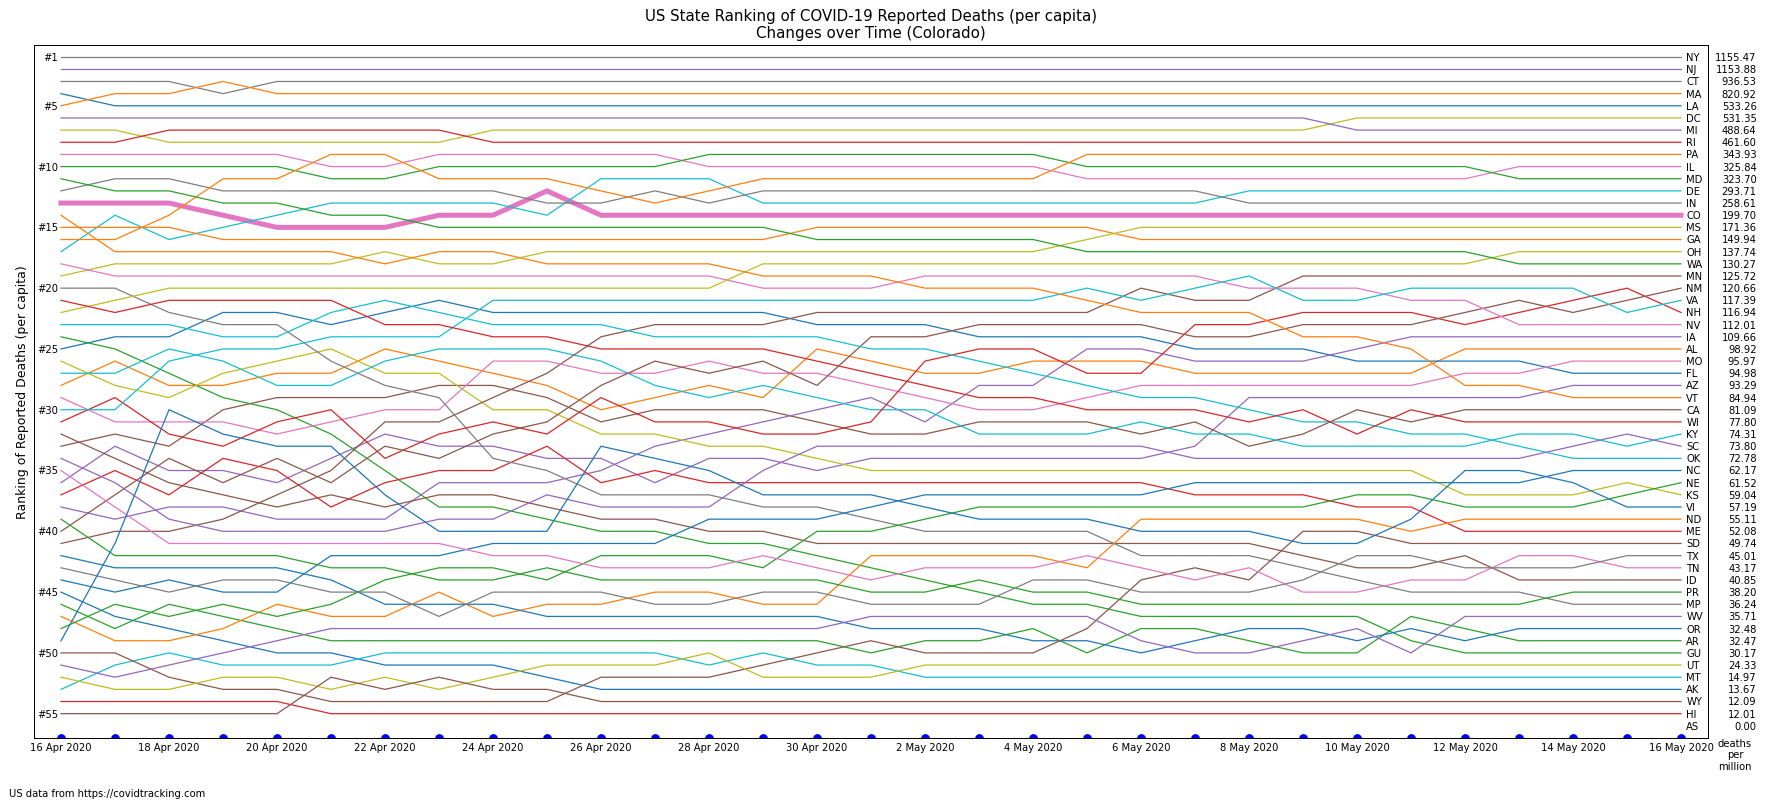 US State Ranking of COVID-19 Reported Deaths (per capita)
Changes over Time (Colorado)
Ranking of Reported Deaths (per capita)
#1
#5
#10
#15
#20
#25
#30
#35
#40
#45
#50
#55
NY 1155.47
NJ 1153.88
CT 936.53
MA 820.92
LA 533.26
DC 531.35
MI 488.64
RI 461.60
PA 343.93
IL 325.84
MD 323.70
DE 293.71
IN 258.61
CO 199.70
MS 171.36
GA 149.94
OH 137.74
WA 130.27
MN 125.72
NM 120.66
VA 117.39
NH 116.94
NV 112.01
IA 109.66
AL 98.92
MO 95.97
FL 94.98
AZ 93.29
VT 84.94
CA 81.09
WI 77.80
KY 74.31
SC 73.80
OK 72.78
NC 62.17
NE 61.52
KS 59.04
VI 57.19
ND 55.11
ME 52.08
SD 49.74
TX 45.01
TN 43.17
ID 40.85
PR 38.20
MP 36.24
WV 35.71
OR 32.48
AR 32.47
GU 30.17
UT 24.33
MT 14.97
AK 13.67
WY 12.09
HI 12.01
AS 0.00
16 Apr 2020 18 Apr 2020 20 Apr 2020 22 Apr 2020 24 Apr 2020 26 Apr 2020 28 Apr 2020 30 Apr 2020 2 May 2020 4 May 2020 6 May 2020 8 May 2020 10 May 2020 12 May 2020 14 May 2020 16 May 2020
deaths
per
million
US data from https://covidtracking.com